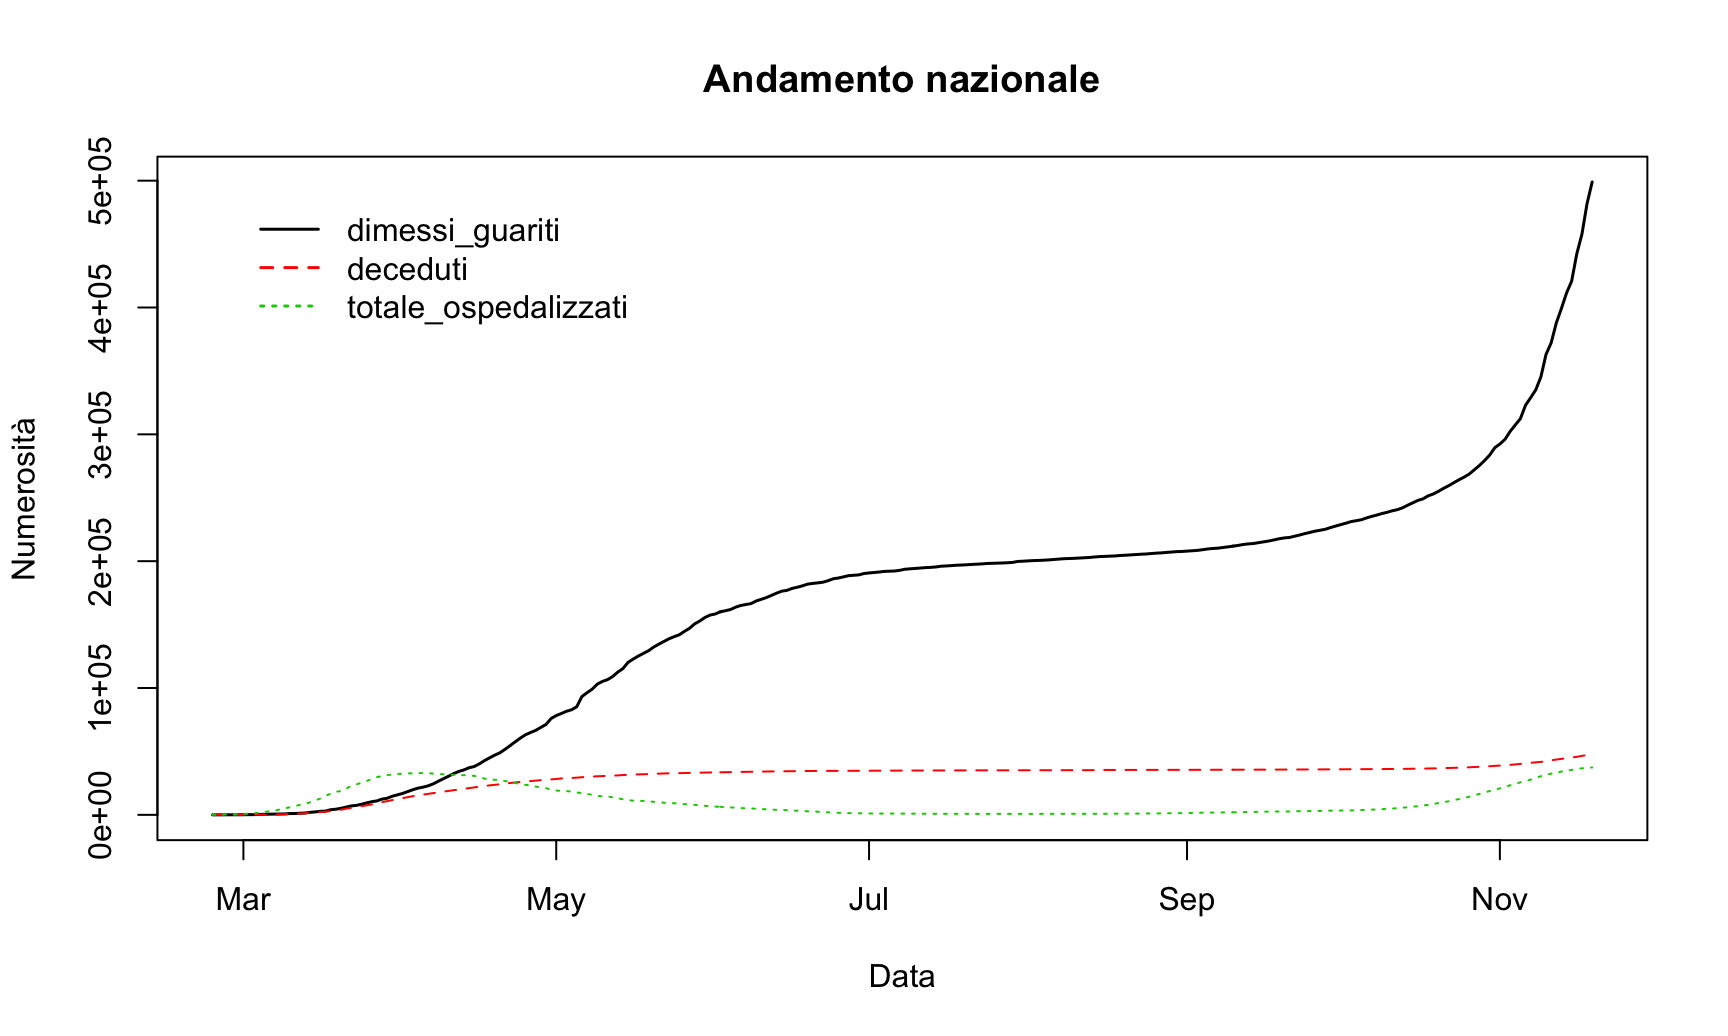 Andamento nazionale
dimessi_guariti
deceduti
totale_ospedalizzati
Numerosità
5e+05
4e+05
3e+05
2e+05
1e+05
0e+00
Mar May Jul Sep Nov
Data